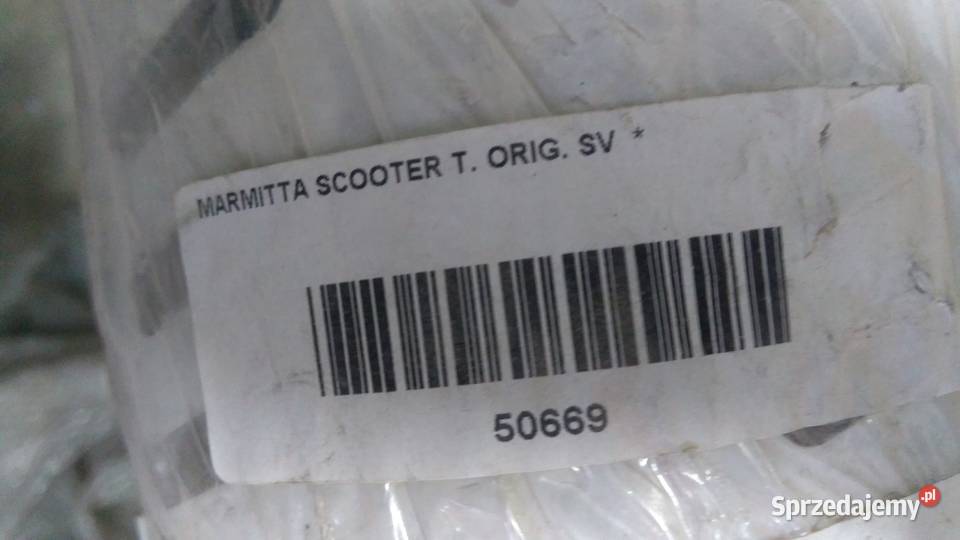 MARMITTA SCOOTER T. ORIG. SV *
50669
Sprzedajemy.pl